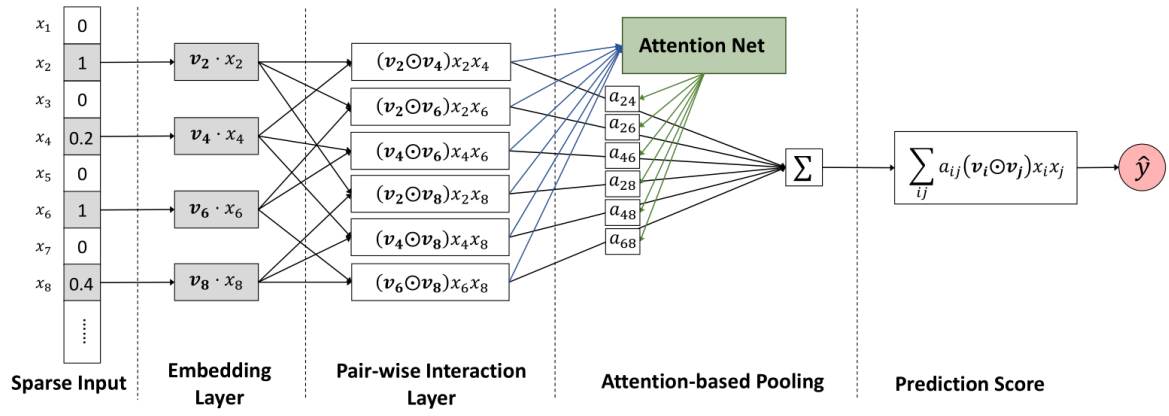 x₁ 0
x₂ 1
x₃ 0
x₄ 0.2
x₅ 0
x₆ 1
x₇ 0
x₈ 0.4
......
Sparse Input
v₂ · x₂
v₄ · x₄
v₆ · x₆
v₈ · x₈
Embedding
Layer
(v₂⊙v₄)x₂x₄
(v₂⊙v₆)x₂x₆
(v₄⊙v₆)x₄x₆
(v₂⊙v₈)x₂x₈
(v₄⊙v₈)x₄x₈
(v₆⊙v₈)x₆x₈
Pair-wise Interaction
Layer
Attention Net
a₂₄
a₂₆
a₄₆
a₂₈
a₄₈
a₆₈
∑
Attention-based Pooling
∑ᵢⱼ aᵢⱼ(vᵢ⊙vⱼ)xᵢxⱼ
Prediction Score
ŷ